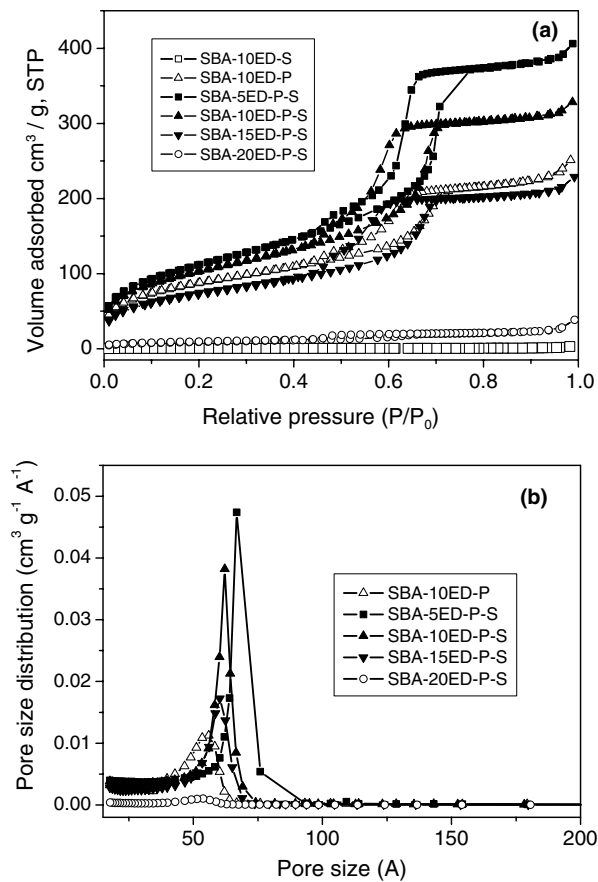 (a)
400
300
200
100
0
Volume adsorbed cm³ / g, STP
SBA-10ED-S
SBA-10ED-P
SBA-5ED-P-S
SBA-10ED-P-S
SBA-15ED-P-S
SBA-20ED-P-S
0.0 0.2 0.4 0.6 0.8 1.0
Relative pressure (P/P₀)
(b)
0.05
0.04
0.03
0.02
0.01
0.00
Pore size distribution (cm³ g⁻¹ A⁻¹)
SBA-10ED-P
SBA-5ED-P-S
SBA-10ED-P-S
SBA-15ED-P-S
SBA-20ED-P-S
50 100 150 200
Pore size (A)